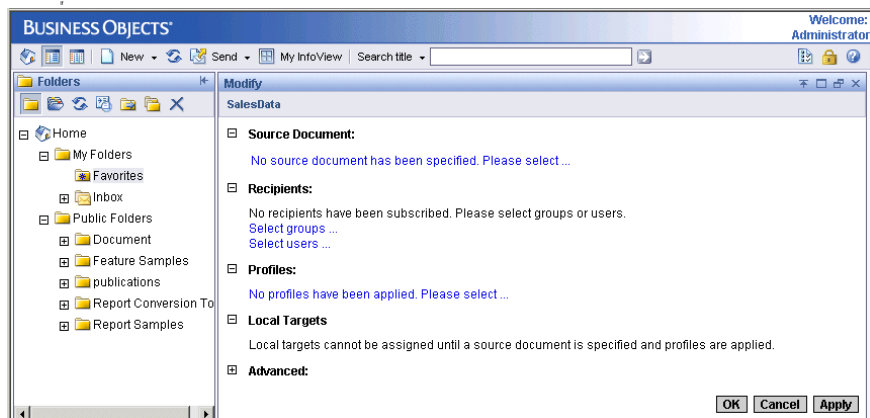 BUSINESS OBJECTS
Welcome:
Administrator
New
Send
My InfoView
Search title
Folders
Modify
SalesData
Home
Source Document:
My Folders
No source document has been specified. Please select ...
Favorites
Recipients:
Inbox
No recipients have been subscribed. Please select groups or users.
Public Folders
Select groups ...
Document
Select users ...
Feature Samples
Profiles:
publications
No profiles have been applied. Please select ...
Report Conversion To
Local Targets
Report Samples
Local targets cannot be assigned until a source document is specified and profiles are applied.
Advanced:
OK
Cancel
Apply